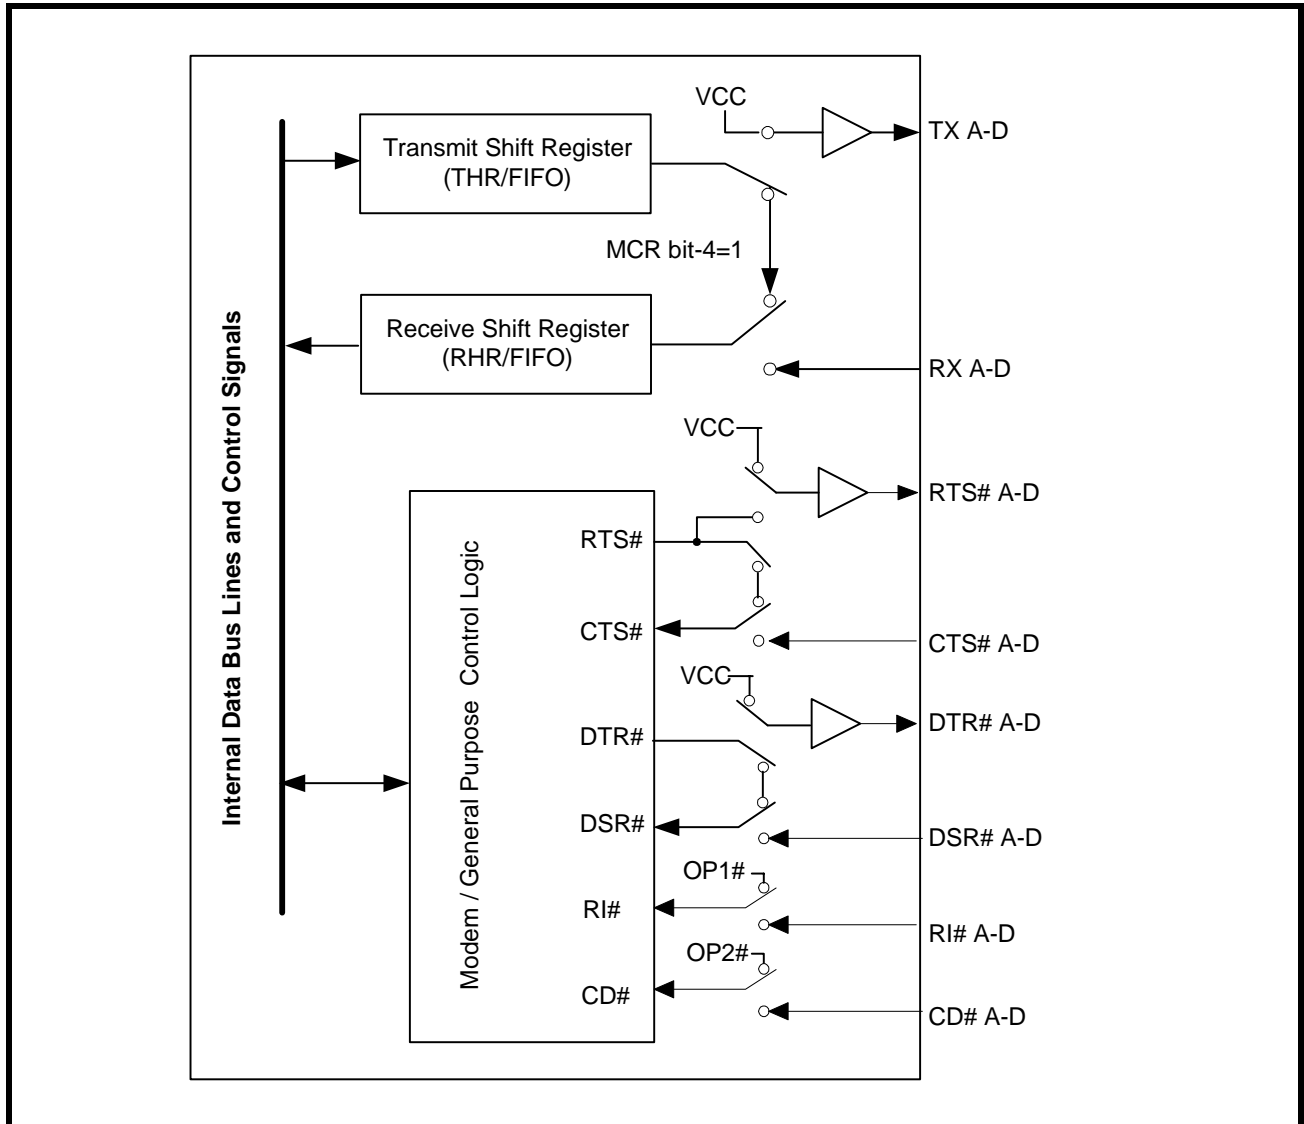 VCC
TX A-D
Transmit Shift Register
(THR/FIFO)
MCR bit-4=1
Receive Shift Register
(RHR/FIFO)
RX A-D
Internal Data Bus Lines and Control Signals
VCC
RTS# A-D
Modem / General Purpose Control Logic
RTS#
CTS#
CTS# A-D
VCC
DTR# A-D
DTR#
DSR#
DSR# A-D
OP1#
RI#
RI# A-D
OP2#
CD#
CD# A-D